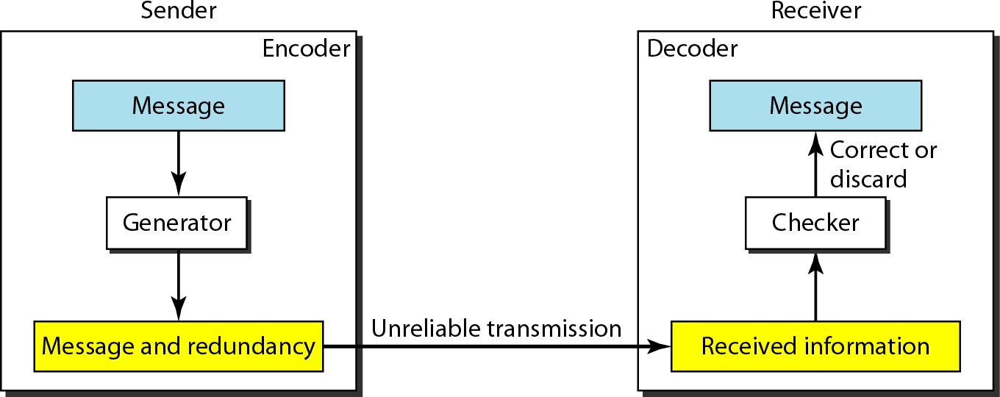 Sender
Encoder
Message
Generator
Message and redundancy
Unreliable transmission
Receiver
Decoder
Message
Correct or
discard
Checker
Received information